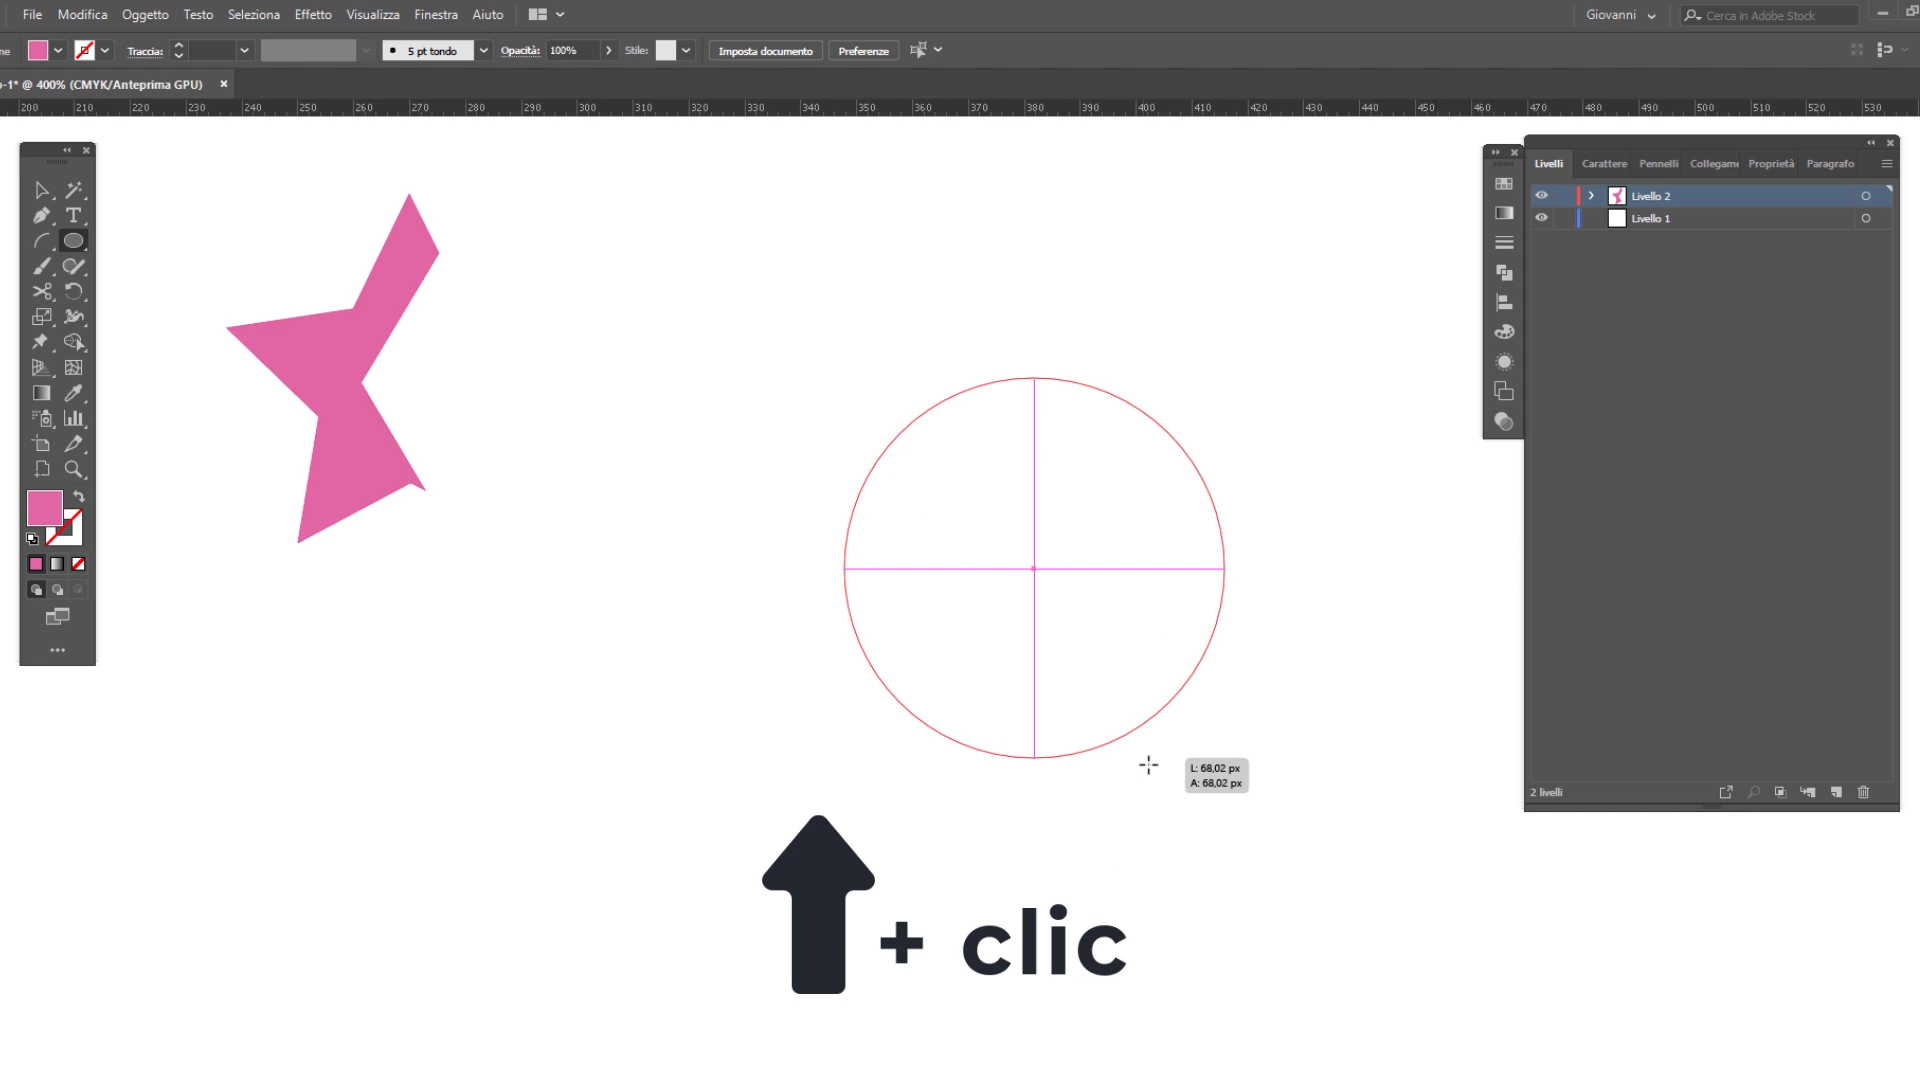 File Modifica Oggetto Testo Seleziona Effetto Visualizza Finestra Aiuto Giovanni Cerca in Adobe Stock
ne Traccia: 5 pt tondo Opacità: 100% Stile: Imposta documento Preferenze
o-1* @ 400% (CMYK/Anteprima GPU) ×
200 210 220 230 240 250 260 270 280 290 300 310 320 330 340 350 360 370 380 390 400 410 420 430 440 450 460 470 480 490 500 510 520 530
Livelli Carattere Pennelli Collegame Proprietà Paragrafo
Livello 2
Livello 1
L: 68,02 px
A: 68,02 px
2 livelli
+ clic